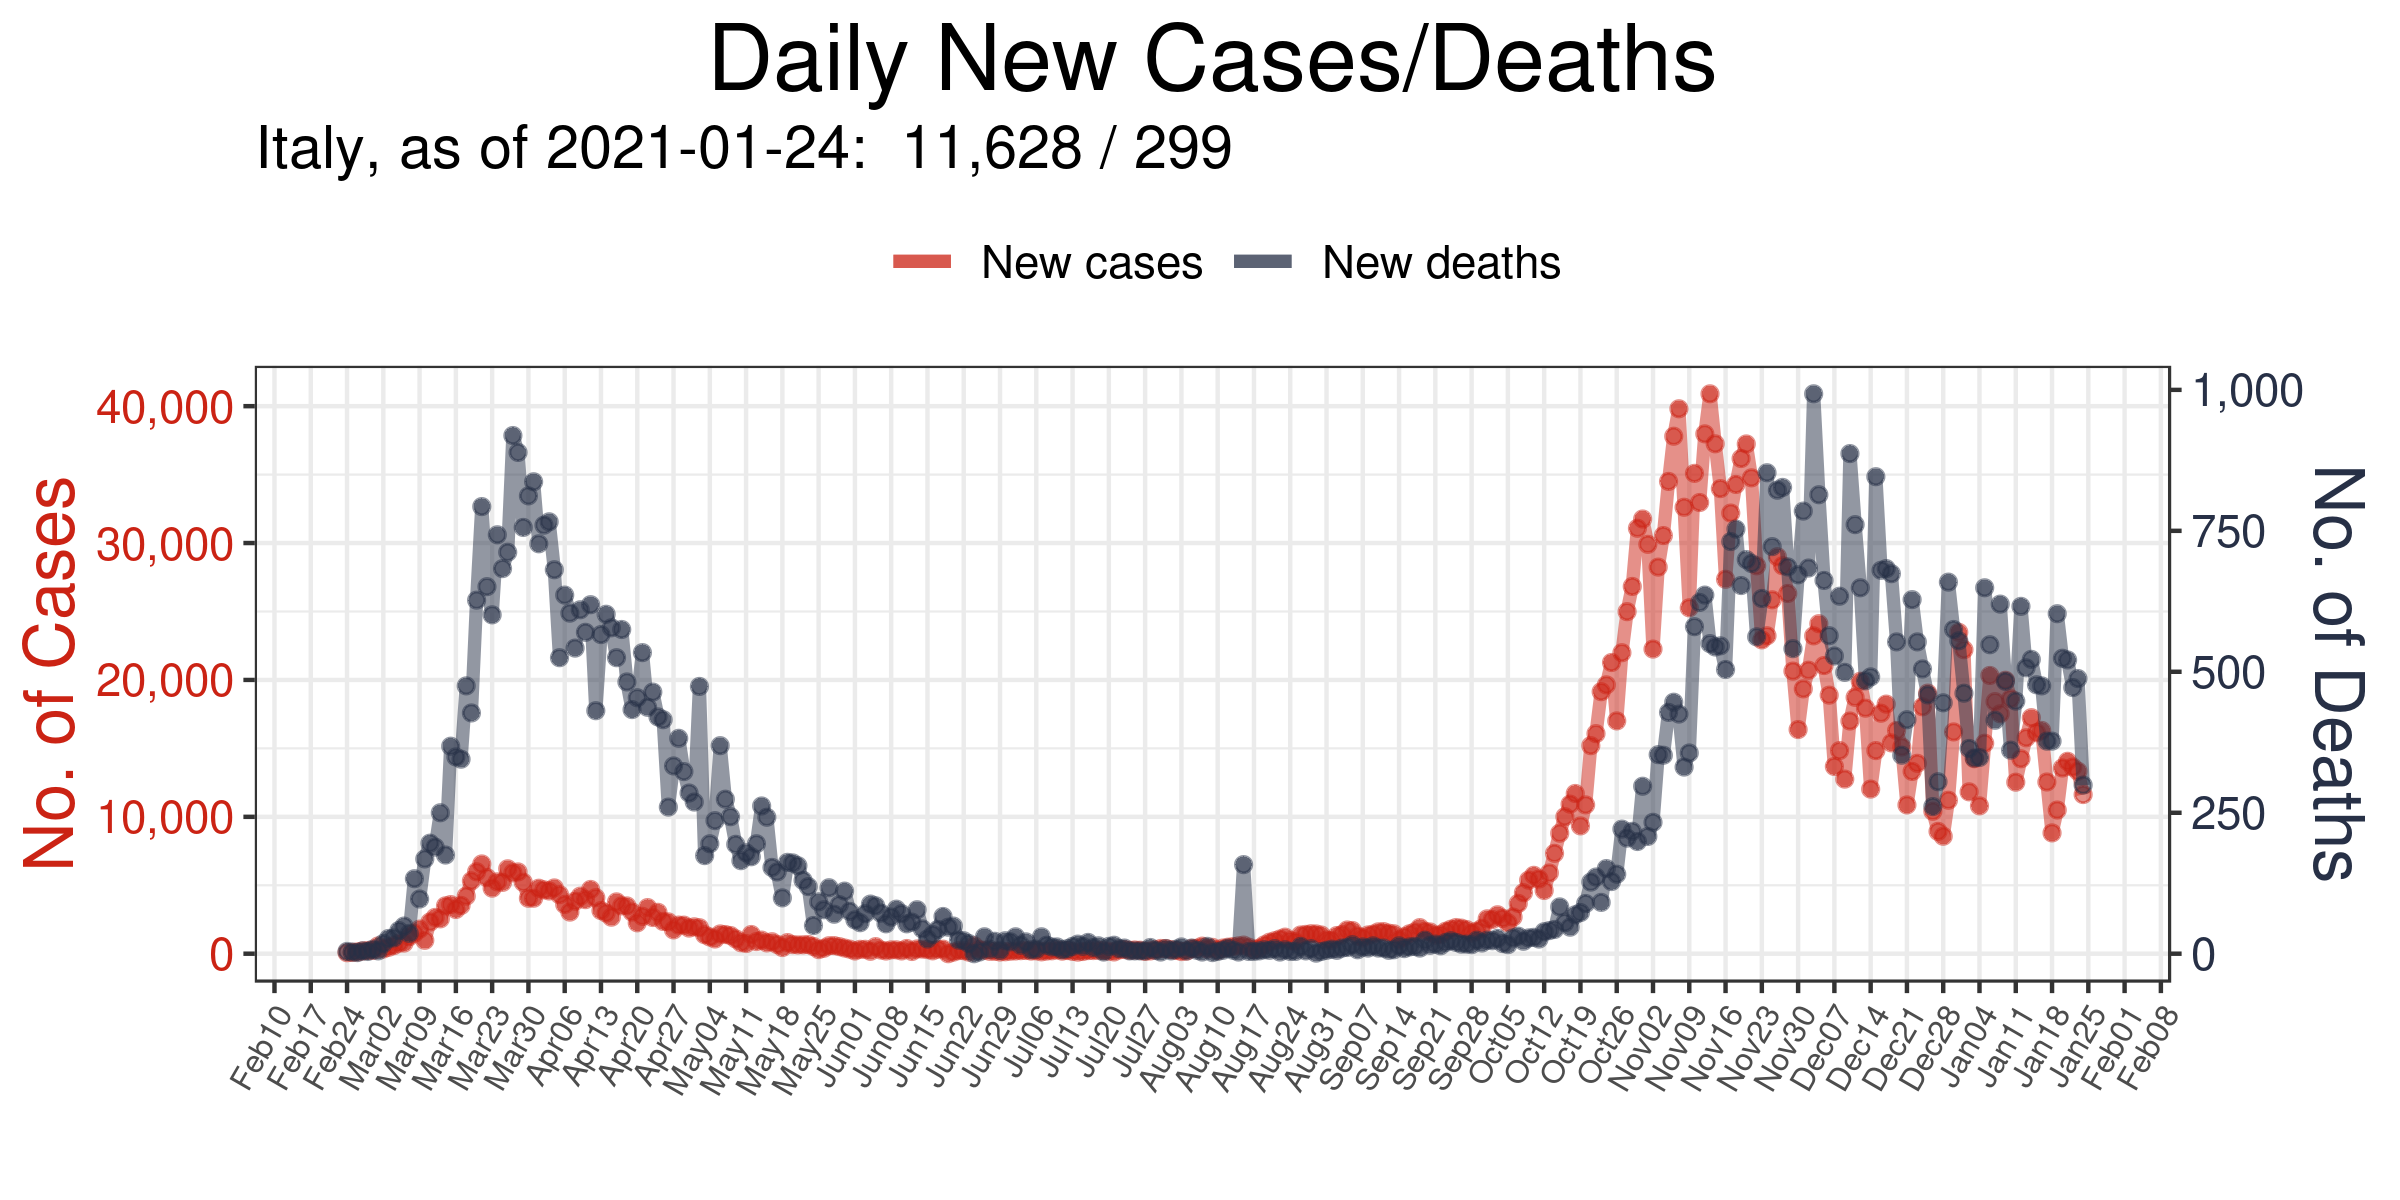 Daily New Cases/Deaths
Italy, as of 2021-01-24:  11,628 / 299
New cases
New deaths
No. of Cases
40,000
30,000
20,000
10,000
0
1,000
750
500
250
0
No. of Deaths
Feb10
Feb17
Feb24
Mar02
Mar09
Mar16
Mar23
Mar30
Apr06
Apr13
Apr20
Apr27
May04
May11
May18
May25
Jun01
Jun08
Jun15
Jun22
Jun29
Jul06
Jul13
Jul20
Jul27
Aug03
Aug10
Aug17
Aug24
Aug31
Sep07
Sep14
Sep21
Sep28
Oct05
Oct12
Oct19
Oct26
Nov02
Nov09
Nov16
Nov23
Nov30
Dec07
Dec14
Dec21
Dec28
Jan04
Jan11
Jan18
Jan25
Feb01
Feb08